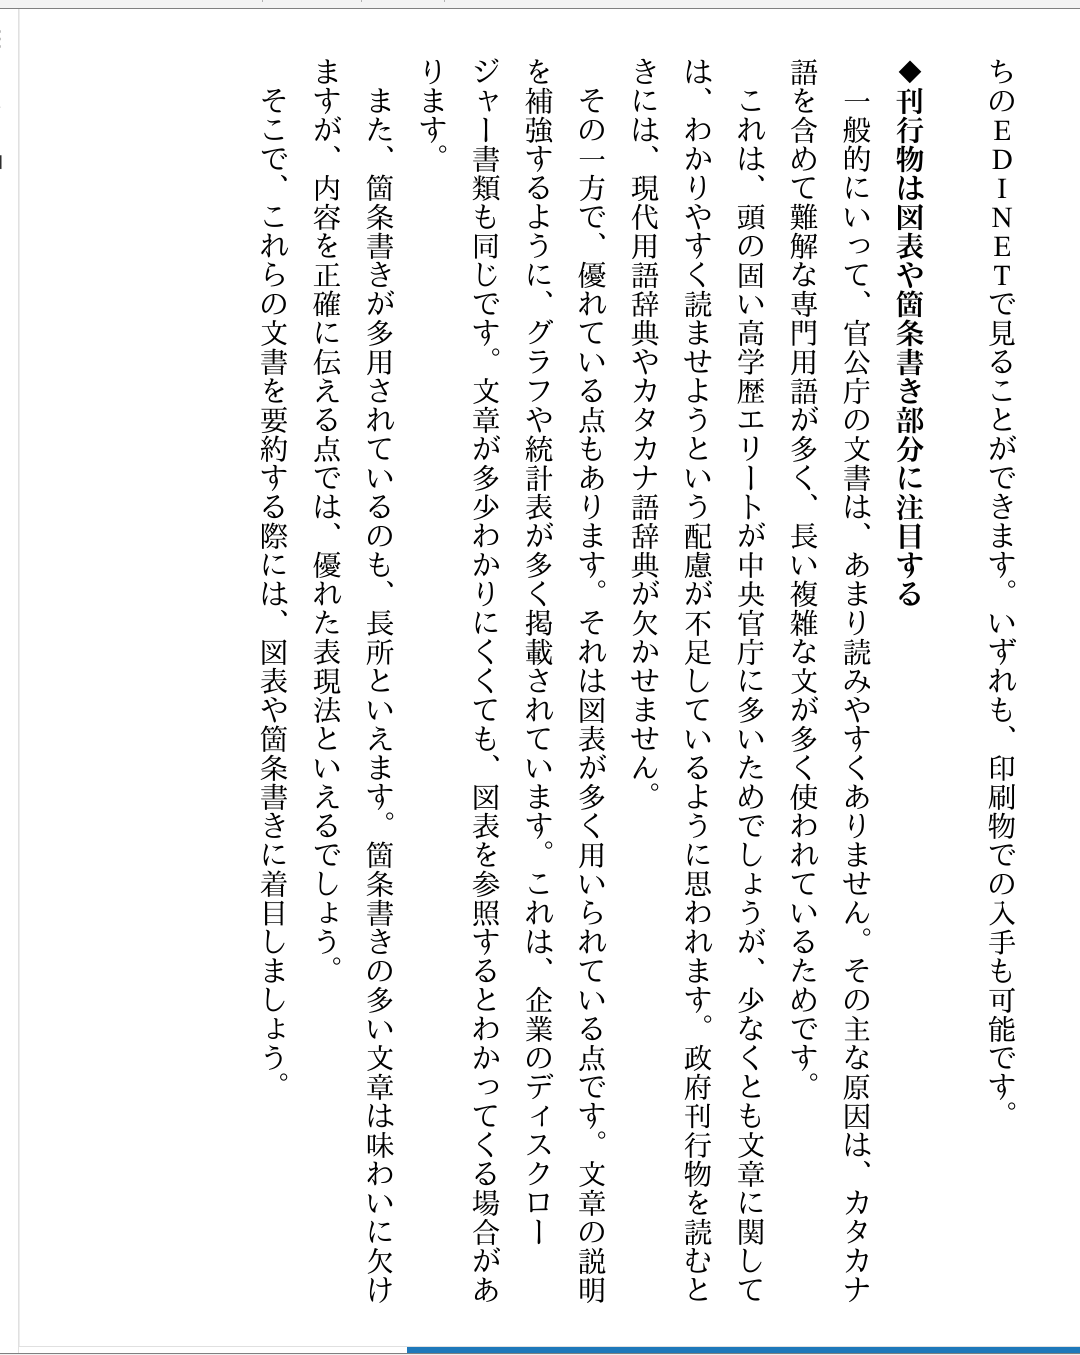 ちのＥＤＩＮＥＴで見ることができます。いずれも、印刷物での入手も可能です。
◆刊行物は図表や箇条書き部分に注目する
一般的にいって、官公庁の文書は、あまり読みやすくありません。その主な原因は、カタカナ
語を含めて難解な専門用語が多く、長い複雑な文が多く使われているためです。
これは、頭の固い高学歴エリートが中央官庁に多いためでしょうが、少なくとも文章に関して
は、わかりやすく読ませようという配慮が不足しているように思われます。政府刊行物を読むと
きには、現代用語辞典やカタカナ語辞典が欠かせません。
その一方で、優れている点もあります。それは図表が多く用いられている点です。文章の説明
を補強するように、グラフや統計表が多く掲載されています。これは、企業のディスクロー
ジャー書類も同じです。文章が多少わかりにくくても、図表を参照するとわかってくる場合があ
ります。
また、箇条書きが多用されているのも、長所といえます。箇条書きの多い文章は味わいに欠け
ますが、内容を正確に伝える点では、優れた表現法といえるでしょう。
そこで、これらの文書を要約する際には、図表や箇条書きに着目しましょう。